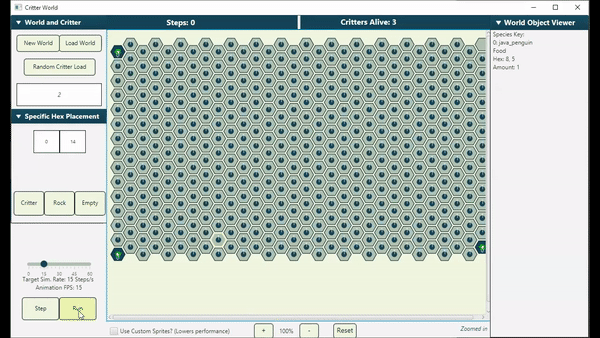 Critter World
World and Critter
New World
Load World
Random Critter Load
2
Specific Hex Placement
0
14
Critter
Rock
Empty
0 15 30 45 60
Target Sim. Rate: 15 Steps/s
Animation FPS: 15
Step
Run
Steps: 0
Critters Alive: 3
Use Custom Sprites? (Lowers performance)
+
100%
-
Reset
Zoomed in
World Object Viewer
Species Key:
0: java_penguin
Food
Hex: 8, 5
Amount: 1